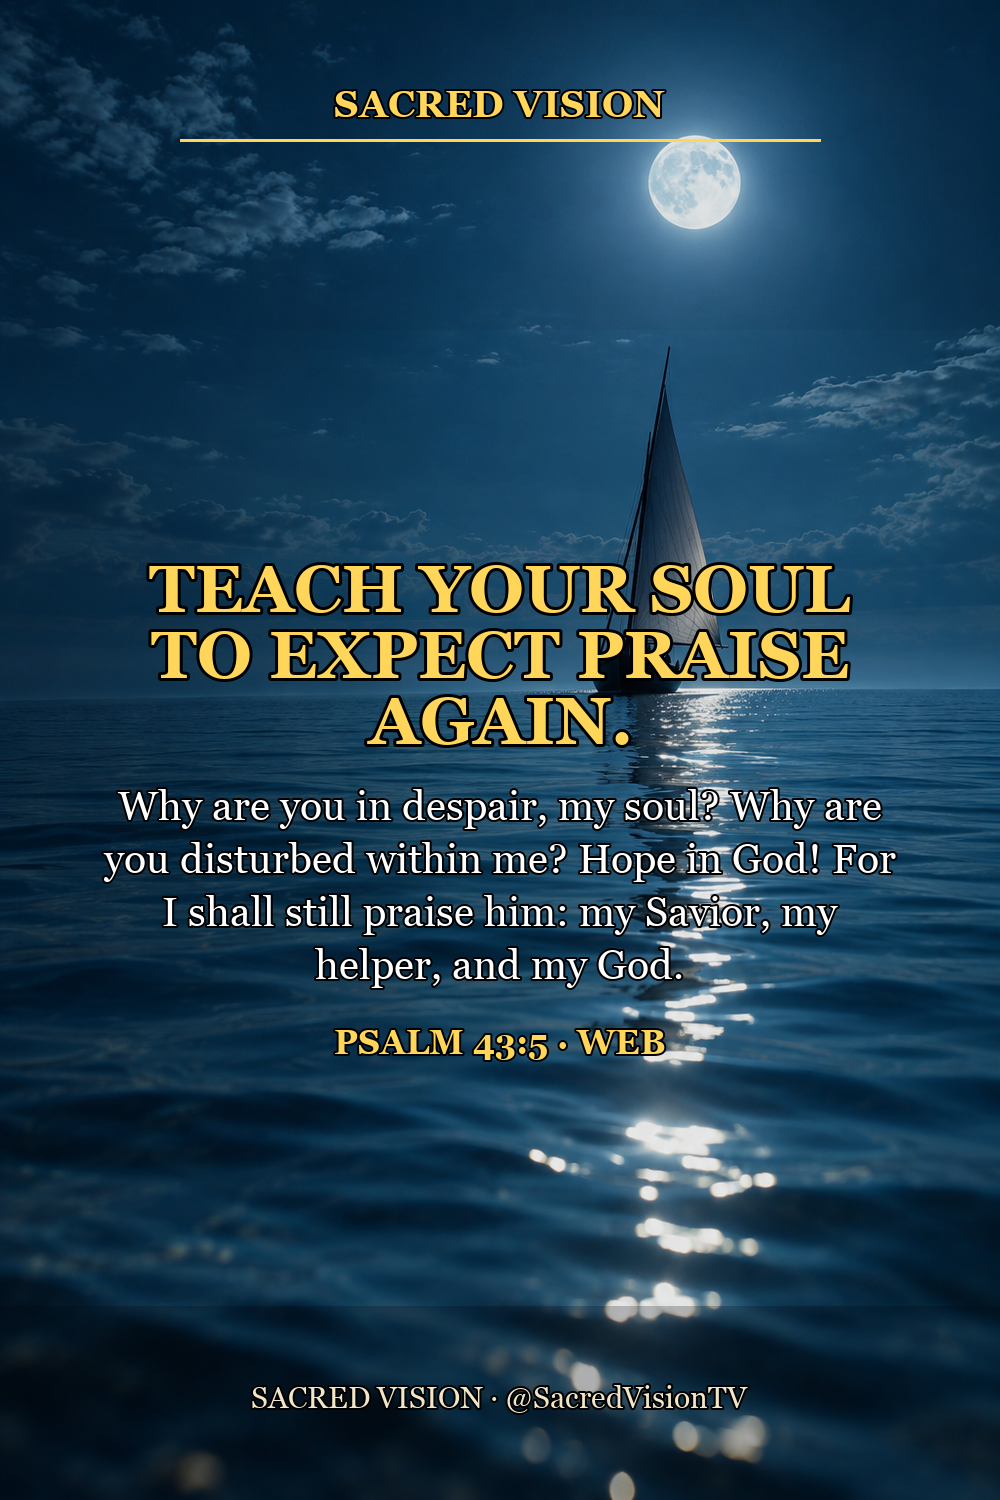 SACRED VISION
TEACH YOUR SOUL
TO EXPECT PRAISE
AGAIN.
Why are you in despair, my soul? Why are
you disturbed within me? Hope in God! For
I shall still praise him: my Savior, my
helper, and my God.
PSALM 43:5 · WEB
SACRED VISION · @SacredVisionTV